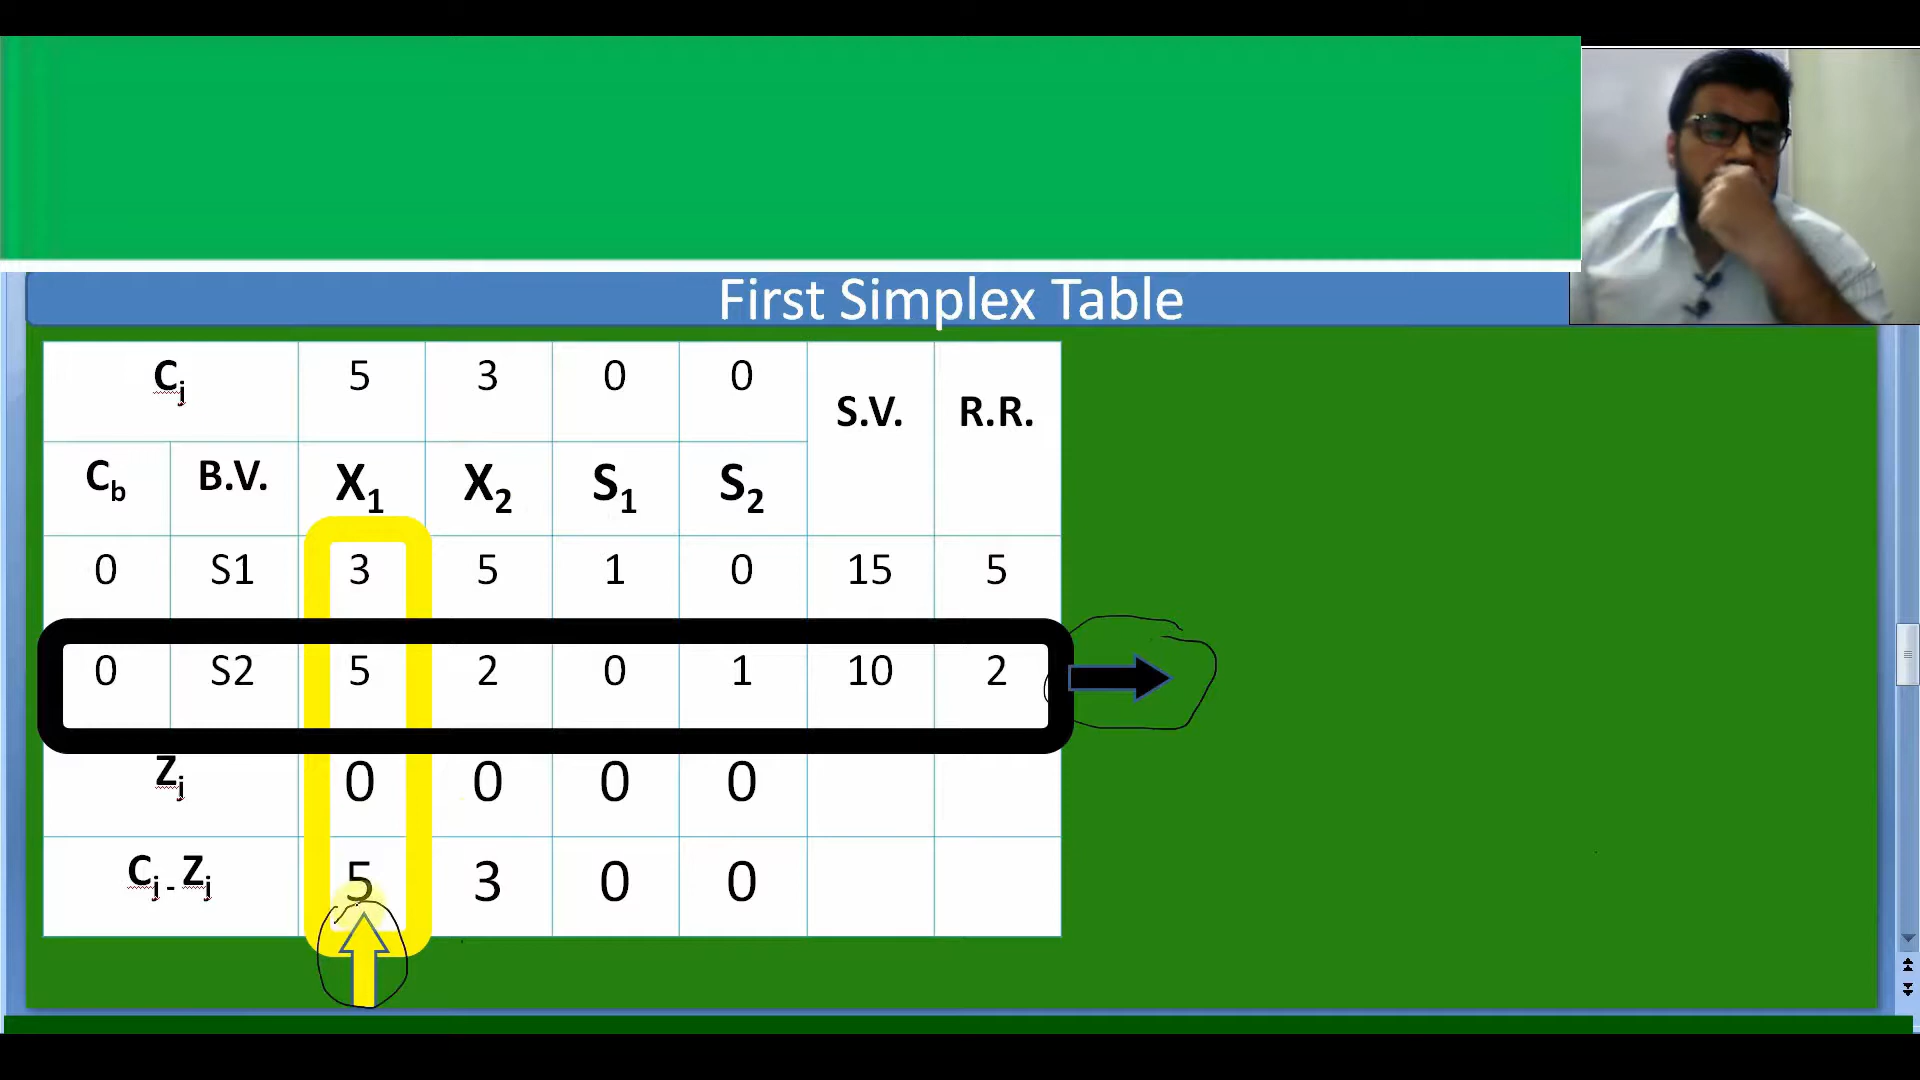 First Simplex Table
Cj 5 3 0 0 S.V. R.R.
Cb B.V. X1 X2 S1 S2
0 S1 3 5 1 0 15 5
0 S2 5 2 0 1 10 2
Zj 0 0 0 0
Cj - Zj 5 3 0 0